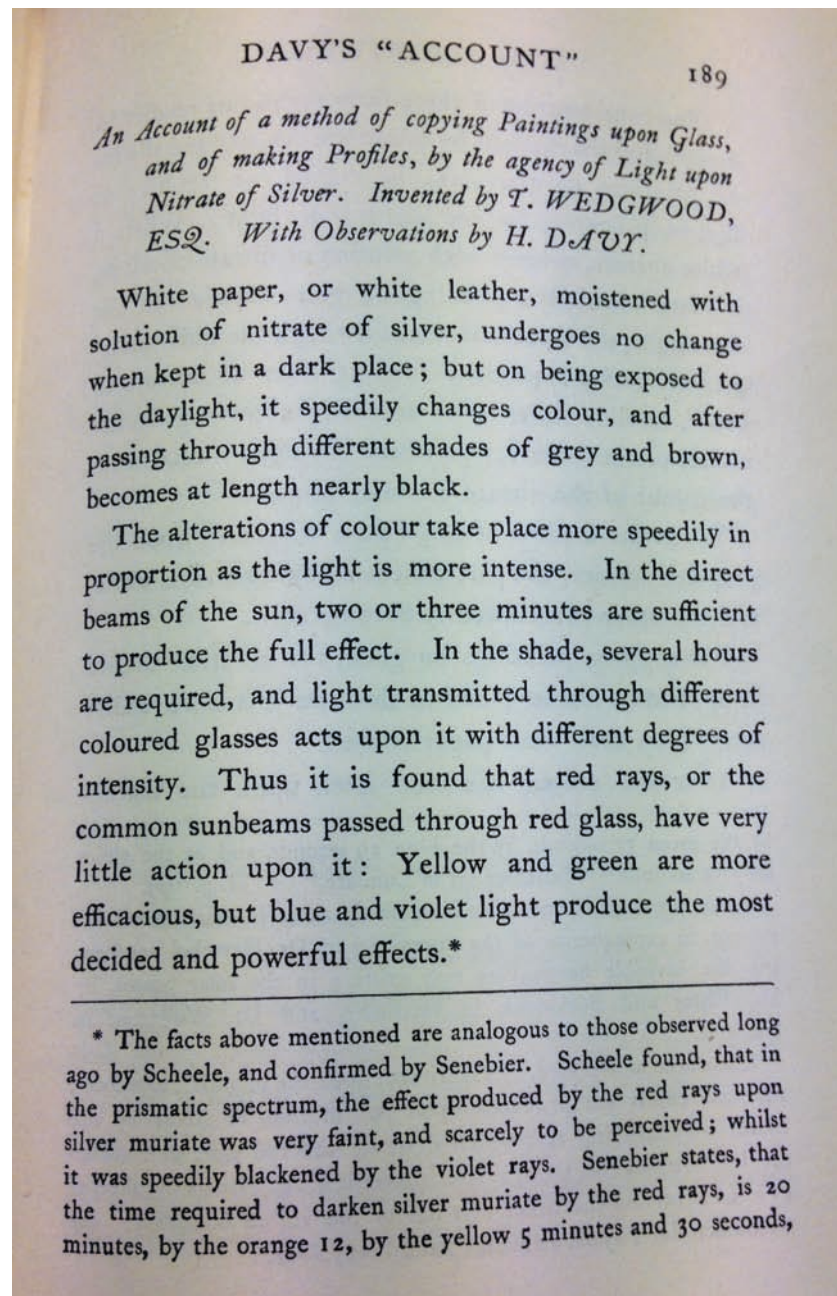 DAVY'S "ACCOUNT"
189
An Account of a method of copying Paintings upon Glass,
and of making Profiles, by the agency of Light upon
Nitrate of Silver. Invented by T. WEDGWOOD,
ESQ. With Observations by H. DAVY.
White paper, or white leather, moistened with
solution of nitrate of silver, undergoes no change
when kept in a dark place; but on being exposed to
the daylight, it speedily changes colour, and after
passing through different shades of grey and brown,
becomes at length nearly black.
The alterations of colour take place more speedily in
proportion as the light is more intense. In the direct
beams of the sun, two or three minutes are sufficient
to produce the full effect. In the shade, several hours
are required, and light transmitted through different
coloured glasses acts upon it with different degrees of
intensity. Thus it is found that red rays, or the
common sunbeams passed through red glass, have very
little action upon it: Yellow and green are more
efficacious, but blue and violet light produce the most
decided and powerful effects.*
* The facts above mentioned are analogous to those observed long
ago by Scheele, and confirmed by Senebier. Scheele found, that in
the prismatic spectrum, the effect produced by the red rays upon
silver muriate was very faint, and scarcely to be perceived; whilst
it was speedily blackened by the violet rays. Senebier states, that
the time required to darken silver muriate by the red rays, is 20
minutes, by the orange 12, by the yellow 5 minutes and 30 seconds,